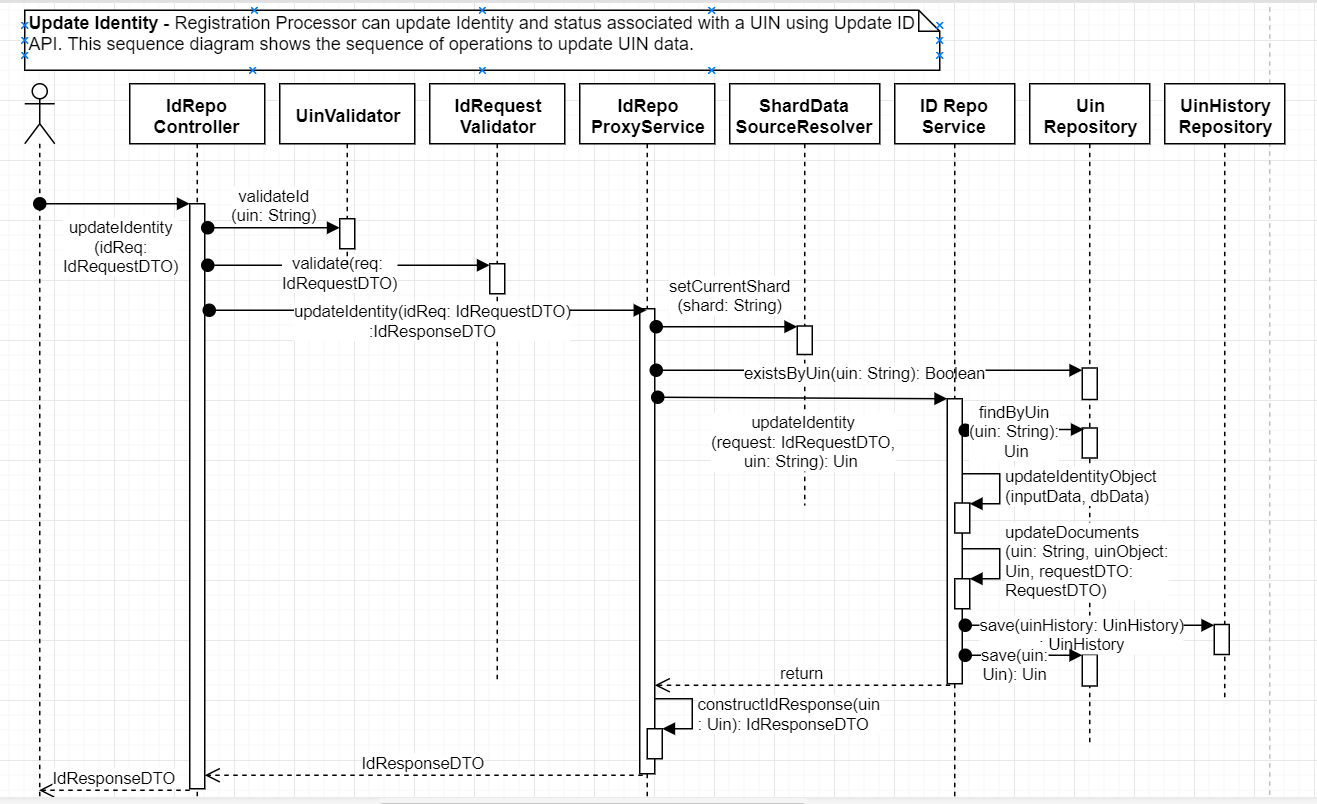 Update Identity - Registration Processor can update Identity and status associated with a UIN using Update ID
API. This sequence diagram shows the sequence of operations to update UIN data.
IdRepo
Controller
UinValidator
IdRequest
Validator
IdRepo
ProxyService
ShardData
SourceResolver
ID Repo
Service
Uin
Repository
UinHistory
Repository
validateId
(uin: String)
updateIdentity
(idReq:
IdRequestDTO)
validate(req:
IdRequestDTO)
setCurrentShard
(shard: String)
updateIdentity(idReq: IdRequestDTO)
:IdResponseDTO
existsByUin(uin: String): Boolean
updateIdentity
(request: IdRequestDTO,
uin: String): Uin
findByUin
(uin: String):
Uin
updateIdentityObject
(inputData, dbData)
updateDocuments
(uin: String, uinObject:
Uin, requestDTO:
RequestDTO)
save(uinHistory: UinHistory)
: UinHistory
save(uin:
Uin): Uin
return
constructIdResponse(uin
: Uin): IdResponseDTO
IdResponseDTO
IdResponseDTO